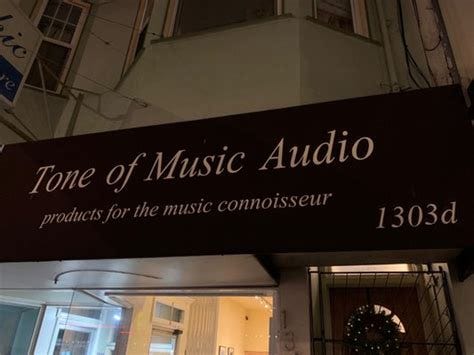 Tone of Music Audio
products for the music connoisseur
1303d